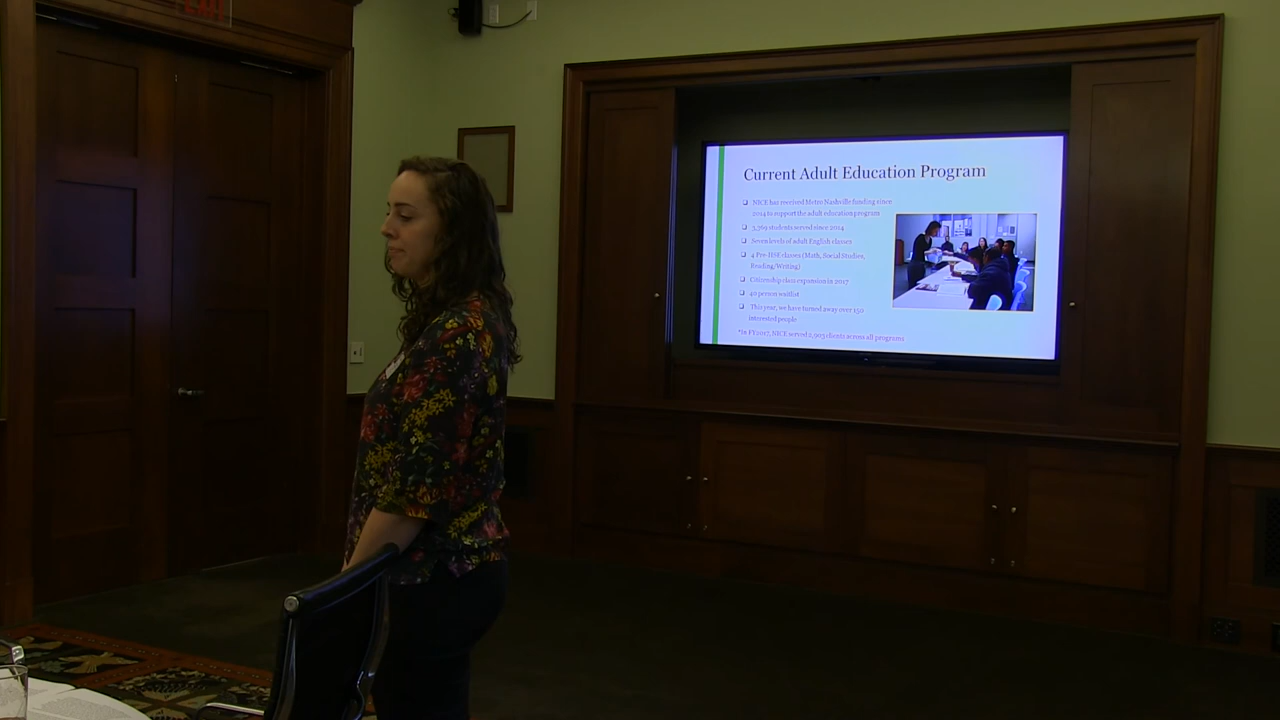 EXIT
Current Adult Education Program
NICE has received Metro Nashville funding since
2014 to support the adult education program
3,769 students served since 2014
Seven levels of adult English classes
4 Pre-HSE classes (Math, Social Studies,
Reading/Writing)
Citizenship class expansion in 2017
40 person waitlist
This year, we have turned away over 150
interested people
*In FY2017, NICE served 2,903 clients across all programs